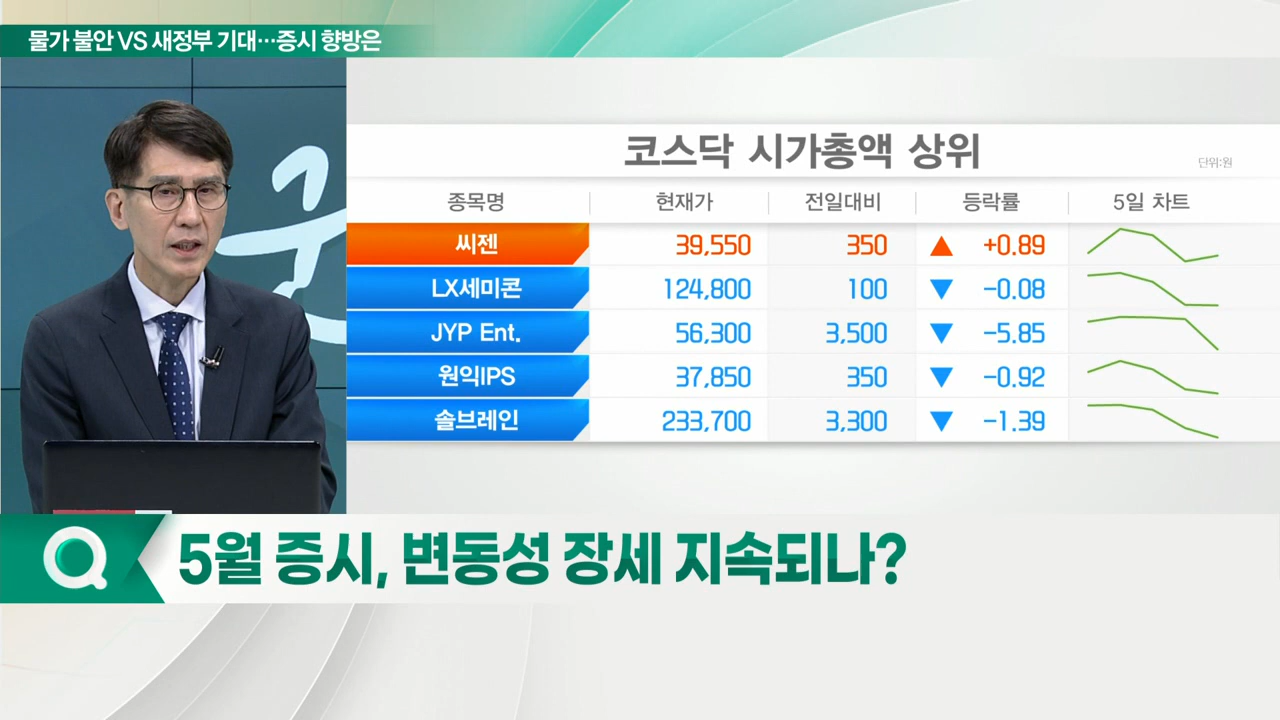 물가 불안 VS 새정부 기대…증시 향방은
코스닥 시가총액 상위
단위:원
종목명 현재가 전일대비 등락률 5일 차트
씨젠 39,550 350 ▲ +0.89
LX세미콘 124,800 100 ▼ -0.08
JYP Ent. 56,300 3,500 ▼ -5.85
원익IPS 37,850 350 ▼ -0.92
솔브레인 233,700 3,300 ▼ -1.39
Q 5월 증시, 변동성 장세 지속되나?